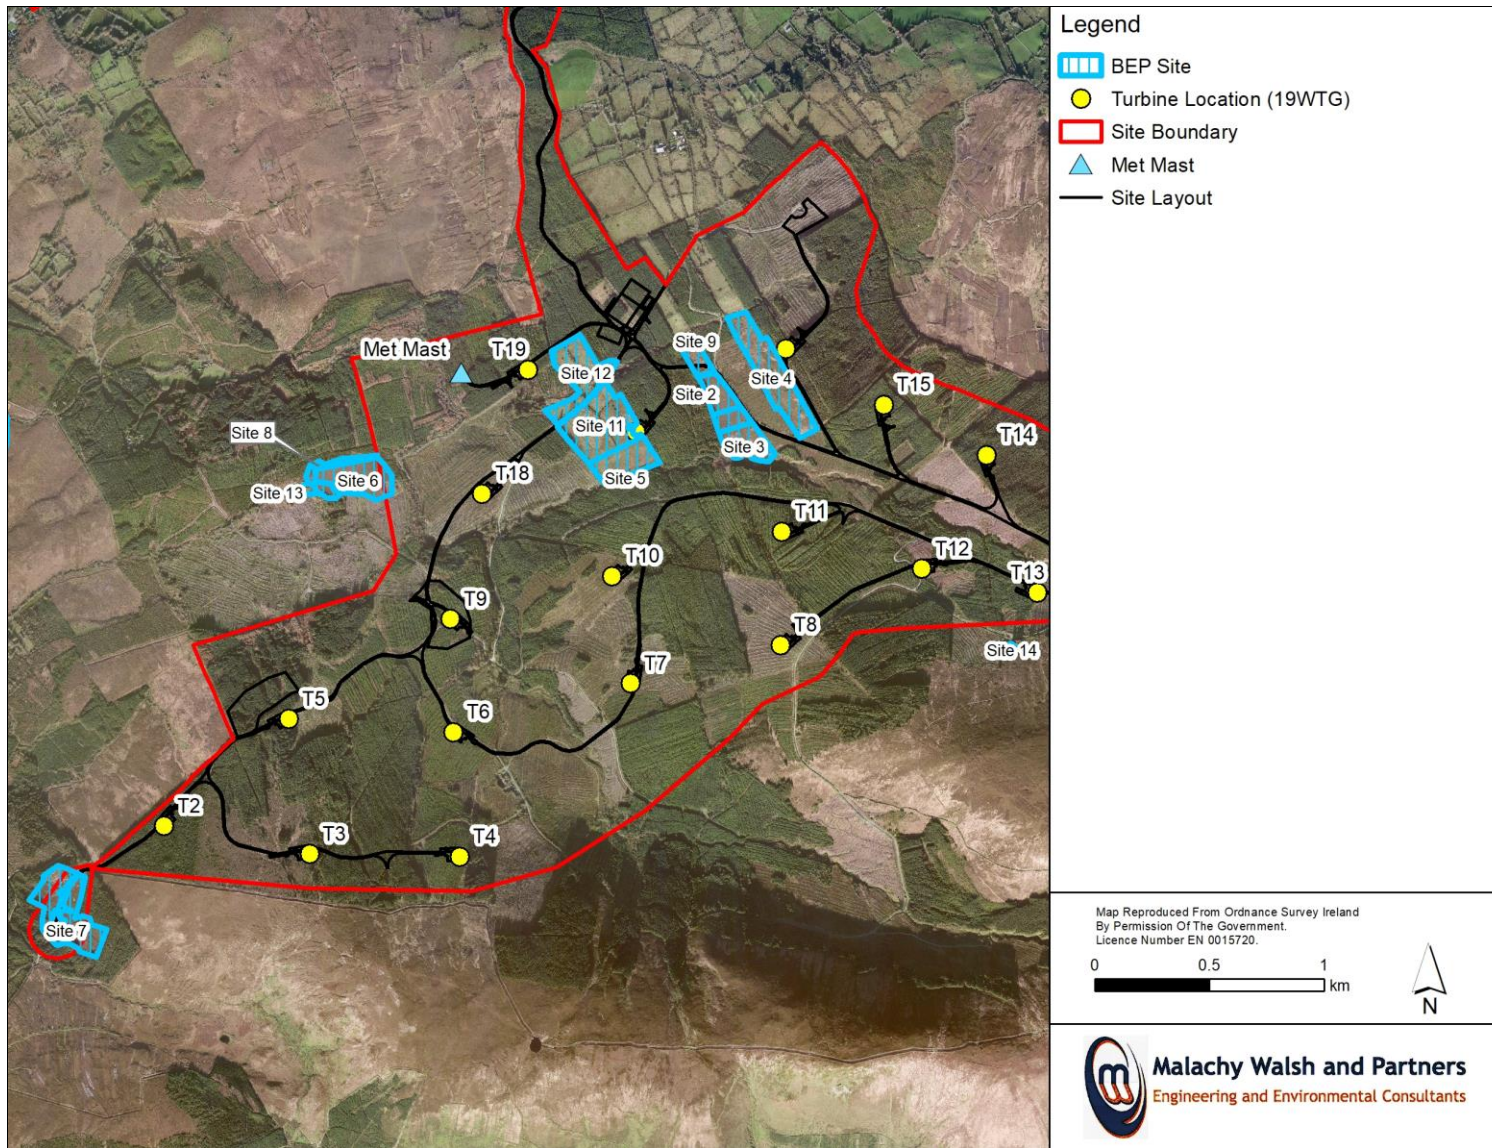 Legend
BEP Site
Turbine Location (19WTG)
Site Boundary
Met Mast
Site Layout
Met Mast
T19
Site 12
Site 9
Site 2
Site 4
Site 3
Site 11
Site 5
T15
T14
Site 8
Site 13
Site 6
T18
T11
T10
T12
T13
T9
T8
Site 14
T7
T5
T6
T2
T3
T4
Site 7
Map Reproduced From Ordnance Survey Ireland
By Permission Of The Government.
Licence Number EN 0015720.
0 0.5 1
km
N
Malachy Walsh and Partners
Engineering and Environmental Consultants